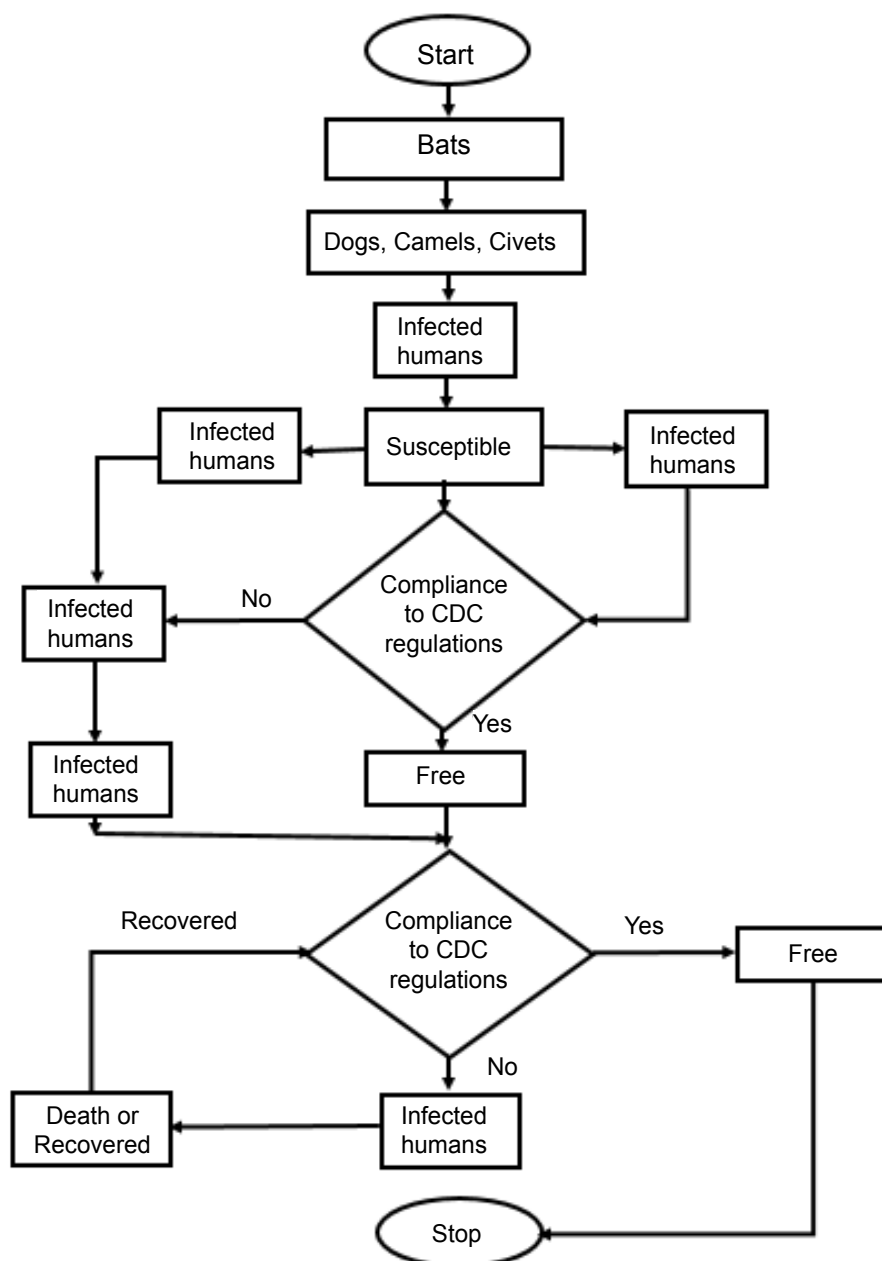 Start
Bats
Dogs, Camels, Civets
Infected
humans
Infected
humans
Susceptible
Infected
humans
Compliance
to CDC
regulations
No
Infected
humans
Yes
Infected
humans
Free
Recovered
Compliance
to CDC
regulations
Yes
Free
No
Death or
Recovered
Infected
humans
Stop